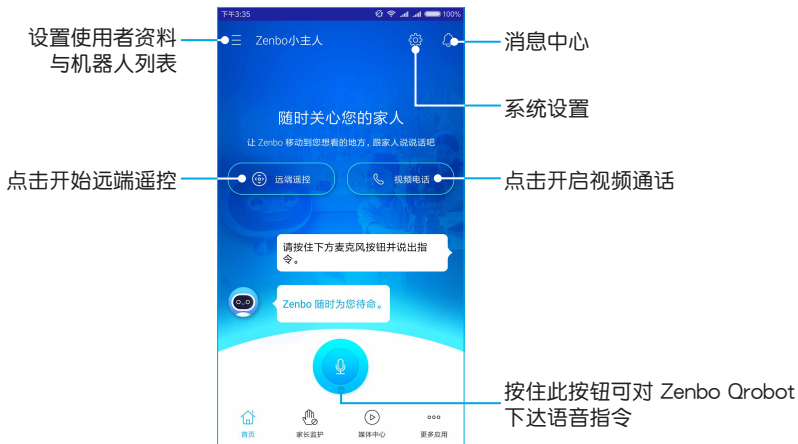 下午3:35
100%
设置使用者资料
与机器人列表
Zenbo小主人
消息中心
系统设置
随时关心您的家人
让 Zenbo 移动到您想看的地方，跟家人说说话吧
点击开始远端遥控
远端遥控
视频电话
点击开启视频通话
请按住下方麦克风按钮并说出指
令。
Zenbo 随时为您待命。
按住此按钮可对 Zenbo Qrobot
下达语音指令
首页
家长监护
媒体中心
更多应用